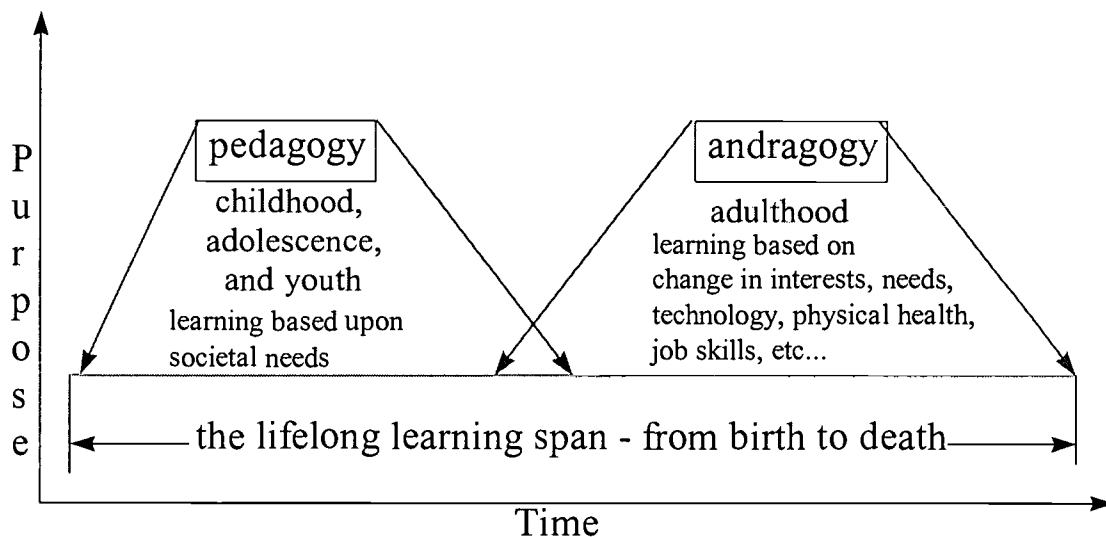 Purpose
pedagogy
childhood,
adolescence,
and youth
learning based upon
societal needs
andragogy
adulthood
learning based on
change in interests, needs,
technology, physical health,
job skills, etc...
the lifelong learning span - from birth to death
Time